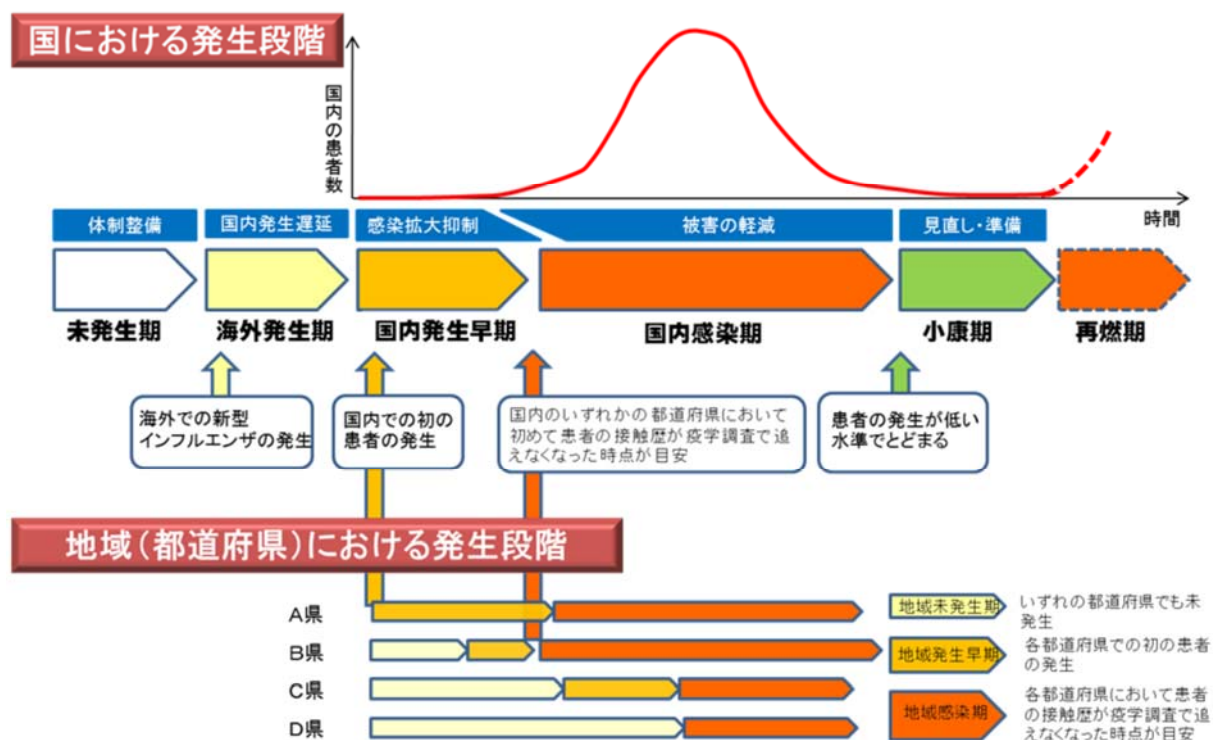 国における発生段階
国内の患者数
時間
体制整備
国内発生遅延
感染拡大抑制
被害の軽減
見直し・準備
未発生期
海外発生期
国内発生早期
国内感染期
小康期
再燃期
海外での新型
インフルエンザの発生
国内での初の
患者の発生
国内のいずれかの都道府県において
初めて患者の接触歴が疫学調査で追
えなくなった時点が目安
患者の発生が低い
水準でとどまる
地域(都道府県)における発生段階
A県
B県
C県
D県
地域未発生期
いずれの都道府県でも未
発生
地域発生早期
各都道府県での初の患者
の発生
地域感染期
各都道府県において患者
の接触歴が疫学調査で追
えなくなった時点が目安